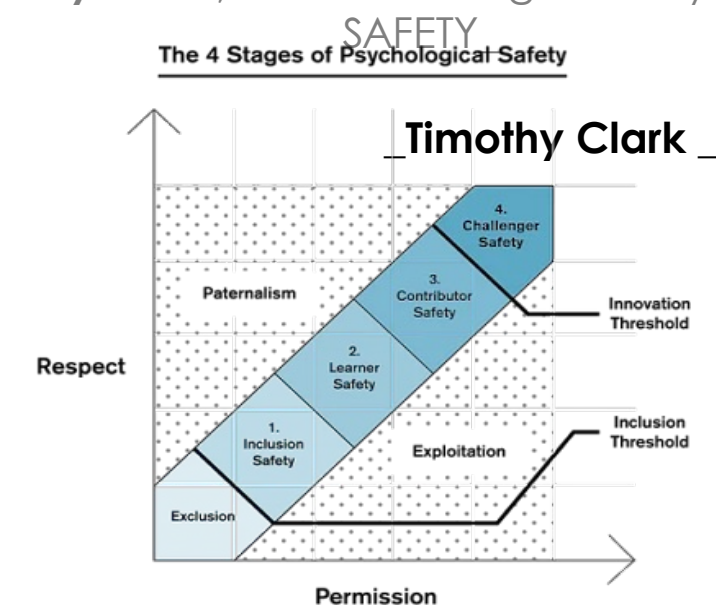 SAFETY
The 4 Stages of Psychological Safety
_Timothy Clark _
4.
Challenger
Safety
3.
Contributor
Safety
Paternalism
Innovation
Threshold
2.
Learner
Safety
Respect
1.
Inclusion
Safety
Inclusion
Threshold
Exploitation
Exclusion
Permission